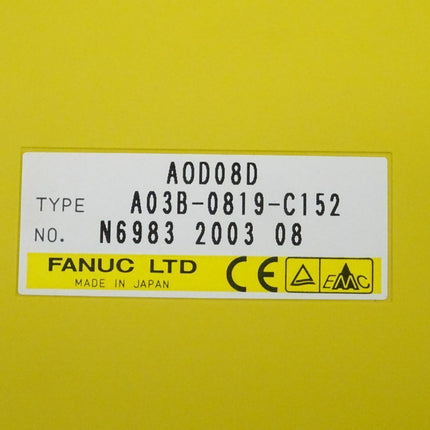 AOD08D
TYPE A03B-0819-C152
NO. N6983 2003 08
FANUC LTD CE EMC
MADE IN JAPAN